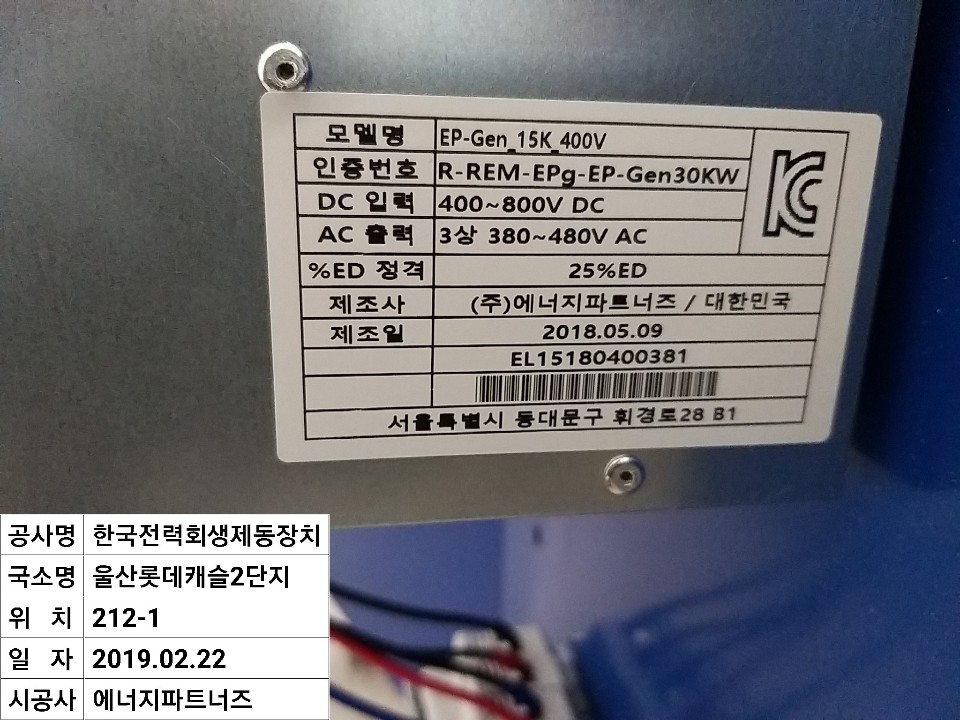 모델명 EP-Gen_15K_400V
인증번호 R-REM-EPg-EP-Gen30KW
DC 입력 400~800V DC
AC 출력 3상 380~480V AC
%ED 정격 25%ED
제조사 (주)에너지파트너즈 / 대한민국
제조일 2018.05.09
EL15180400381
서울특별시 동대문구 휘경로28 B1
공사명 한국전력회생제동장치
국소명 울산롯데캐슬2단지
위 치 212-1
일 자 2019.02.22
시공사 에너지파트너즈